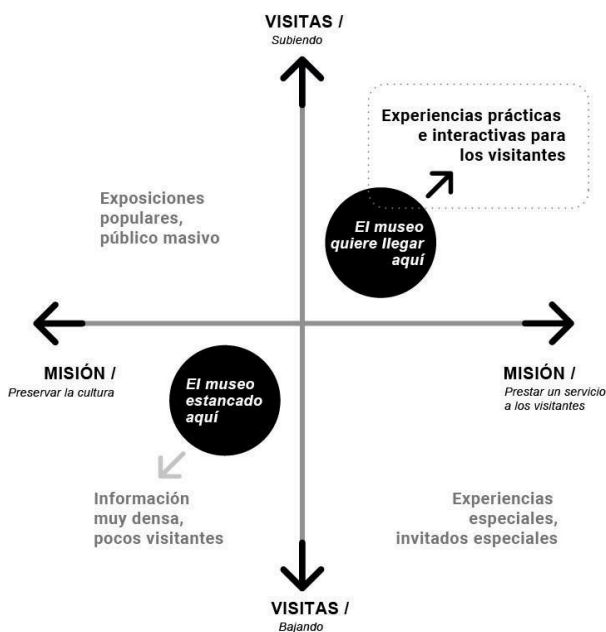 VISITAS /
Subiendo
Experiencias prácticas
e interactivas para
los visitantes
Exposiciones
populares,
público masivo
El museo
quiere llegar
aquí
MISIÓN /
Preservar la cultura
MISIÓN /
Prestar un servicio
a los visitantes
El museo
estancado
aquí
Información
muy densa,
pocos visitantes
Experiencias
especiales,
invitados especiales
VISITAS /
Bajando